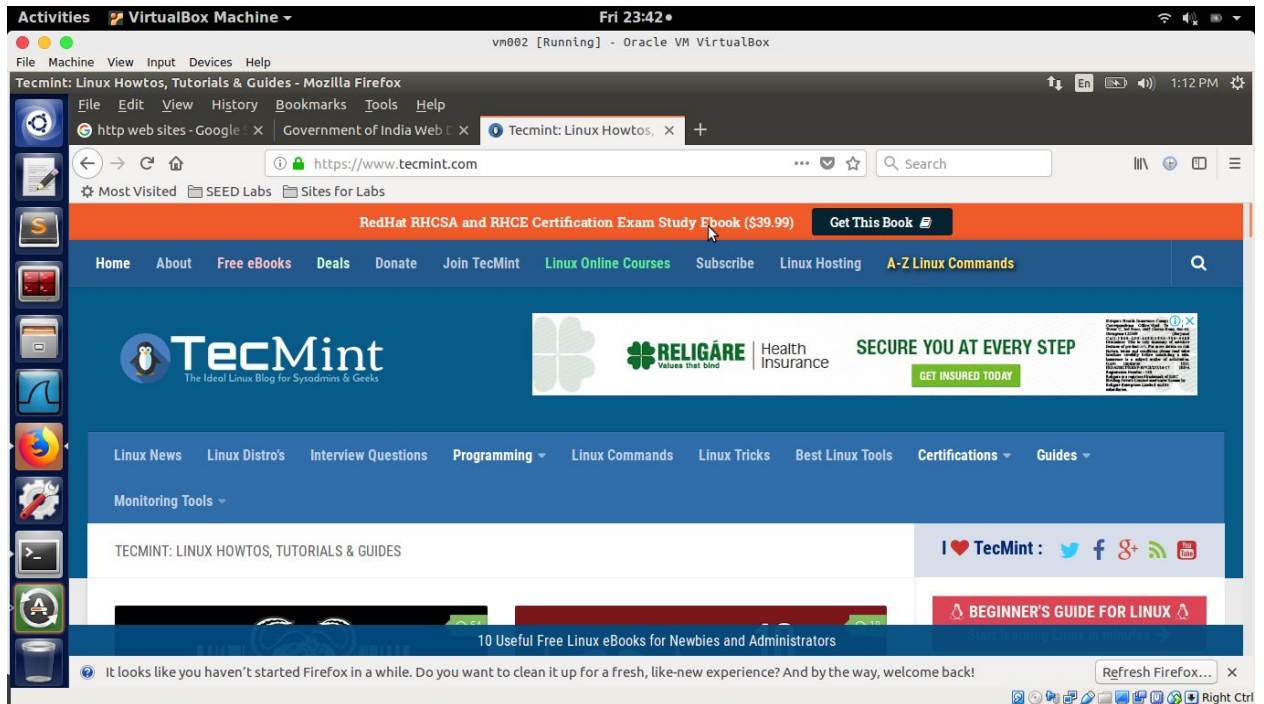 Activities VirtualBox Machine Fri 23:42
vm002 [Running] - Oracle VM VirtualBox
File Machine View Input Devices Help
Tecmint: Linux Howtos, Tutorials & Guides - Mozilla Firefox En 1:12 PM
File Edit View History Bookmarks Tools Help
http web sites - Google Government of India Web Tecmint: Linux Howtos,
https://www.tecmint.com Search
Most Visited SEED Labs Sites for Labs
RedHat RHCSA and RHCE Certification Exam Study Ebook ($39.99) Get This Book
Home About Free eBooks Deals Donate Join TecMint Linux Online Courses Subscribe Linux Hosting A-Z Linux Commands
TecMint
The Ideal Linux Blog for Sysadmins & Geeks
RELIGARE Health Insurance
Values that bind
SECURE YOU AT EVERY STEP
GET INSURED TODAY
Linux News Linux Distro's Interview Questions Programming Linux Commands Linux Tricks Best Linux Tools Certifications Guides
Monitoring Tools
TECMINT: LINUX HOWTOS, TUTORIALS & GUIDES
I TecMint :
BEGINNER'S GUIDE FOR LINUX
Start learning Linux in minutes
10 Useful Free Linux eBooks for Newbies and Administrators
It looks like you haven't started Firefox in a while. Do you want to clean it up for a fresh, like-new experience? And by the way, welcome back! Refresh Firefox...
Right Ctrl